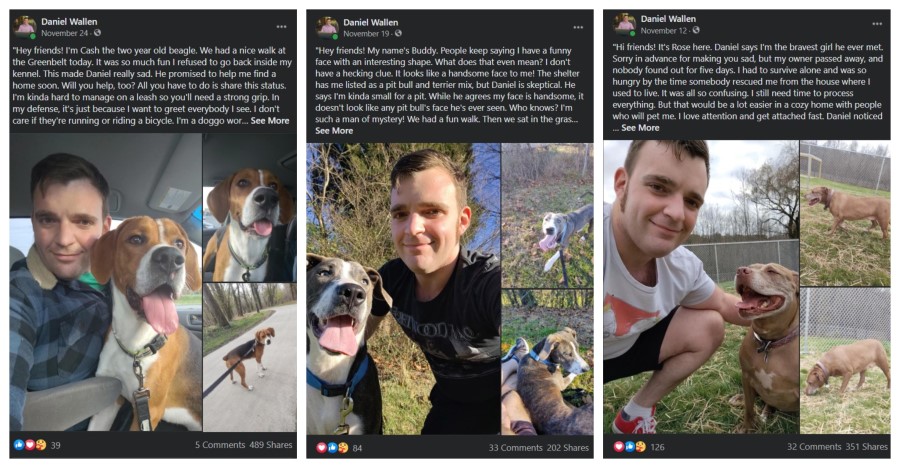 Daniel Wallen
November 24 ·
"Hey friends! I'm Cash the two year old beagle. We had a nice walk at
the Greenbelt today. It was so much fun I refused to go back inside my
kennel. This made Daniel really sad. He promised to help me find a
home soon. Will you help, too? All you have to do is share this status.
I'm kinda hard to manage on a leash so you'll need a strong grip. In
my defense, it's just because I want to greet everybody I see. I don't
care if they're running or riding a bicycle. I'm a doggo wor... See More
39
5 Comments 489 Shares
Daniel Wallen
November 19 ·
"Hey friends! My name's Buddy. People keep saying I have a funny
face with an interesting shape. What does that even mean? I don't
have a hecking clue. It looks like a handsome face to me! The shelter
has me listed as a pit bull and terrier mix, but Daniel is skeptical. He
says I'm kinda small for a pit. While he agrees my face is handsome, it
doesn't look like any pit bull's face he's ever seen. Who knows? I'm
such a man of mystery! We had a fun walk. Then we sat in the gras...
See More
84
33 Comments 202 Shares
Daniel Wallen
November 12 ·
"Hi friends! It's Rose here. Daniel says I'm the bravest girl he ever met.
Sorry in advance for making you sad, but my owner passed away, and
nobody found out for five days. I had to survive alone and was so
hungry by the time somebody rescued me from the house where I
used to live. It was all so confusing. I still need time to process
everything. But that would be a lot easier in a cozy home with people
who will pet me. I love attention and get attached fast. Daniel noticed
... See More
126
32 Comments 351 Shares